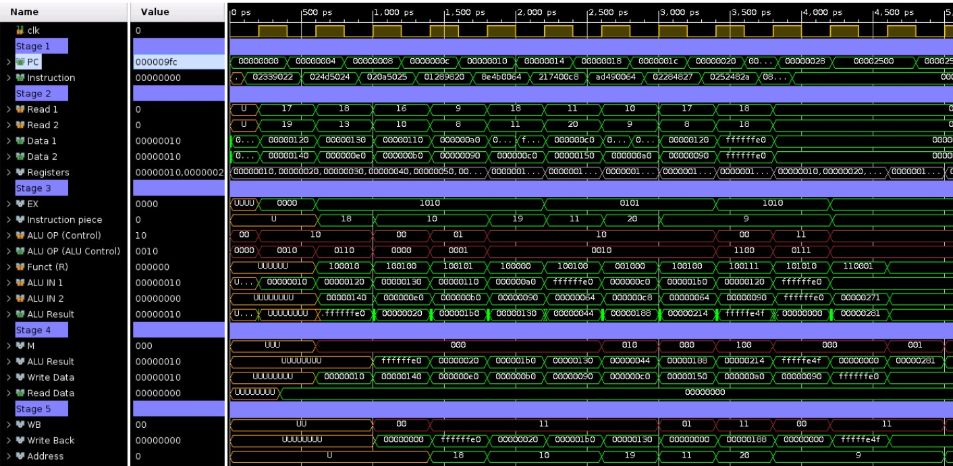 Name Value 0 ps 500 ps 1,000 ps 1,500 ps 2,000 ps 2,500 ps 3,000 ps 3,500 ps 4,000 ps 4,500 ps 5
clk 0
Stage 1
PC 000009fc 00000000 00000004 00000008 0000000c 00000010 00000014 00000018 0000001c 00000020 00... 00000028 00002500 000025
Instruction 00000000 ... 02339022 024d5024 020a5025 01289820 8e4b0064 217400c8 ad490064 02284827 0252482a 08... 000
Stage 2
Read 1 0 U 17 18 16 9 18 11 10 17 18 0
Read 2 0 U 19 13 10 8 11 20 9 8 18 0
Data 1 00000010 0... 00000120 00000130 00000110 000000a0 0... f... 000000c0 0... 0... 00000120 ffffffe0 0000
Data 2 00000010 0... 00000140 000000e0 000000b0 00000090 000000c0 00000150 000000a0 00000090 ffffffe0 0000
Registers 00000010,0000002 00000010,00000020,00000030,00000040,00000050,00... 0000001... 0000001... 0000001... 0000001... 0000001... 00000010,00000020,... 0000001... 0000
Stage 3
EX 0000 UUUU 0000 1010 0101 1010 0000
Instruction piece 0 U 18 10 19 11 20 9 0
ALU OP (Control) 10 00 10 00 01 10 00 11
ALU OP (ALU Control) 0010 0000 0010 0110 0000 0001 0010 1100 0111
Funct (R) 000000 UUUUUU 100010 100100 100101 100000 100100 001000 100100 100111 101010 110001
ALU IN 1 00000010 U... 00000010 00000120 00000130 00000110 000000a0 ffffffe0 000000c0 000001b0 00000120 ffffffe0
ALU IN 2 00000000 UUUUUUUU 00000140 000000e0 000000b0 00000090 00000064 000000c8 00000064 00000090 ffffffe0 00000271
ALU Result 00000010 U... UUUUUUUU ffffffe0 00000020 000001b0 00000130 00000044 00000188 00000214 fffffe4f 00000000 00000281
Stage 4
M 000 UUU 000 010 000 100 000 001
ALU Result 00000010 UUUUUUUU ffffffe0 00000020 000001b0 00000130 00000044 00000188 00000214 fffffe4f 00000000 00000281
Write Data 00000010 UUUUUUUU 00000010 00000140 000000e0 000000b0 00000090 000000c0 00000150 000000a0 00000090 ffffffe0
Read Data 00000000 UUUUUUUU 00000000
Stage 5
WB 00 UU 00 11 01 11 00 11
Write Back 00000000 UUUUUUUU 00000000 ffffffe0 00000020 000001b0 00000130 00000000 00000188 00000000 fffffe4f
Address 0 U 18 10 19 11 20 9